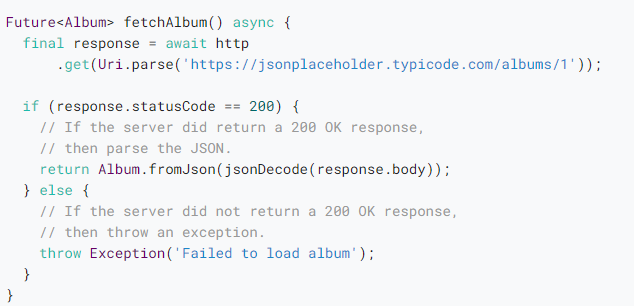 Future<Album> fetchAlbum() async {
  final response = await http
      .get(Uri.parse('https://jsonplaceholder.typicode.com/albums/1'));

  if (response.statusCode == 200) {
    // If the server did return a 200 OK response,
    // then parse the JSON.
    return Album.fromJson(jsonDecode(response.body));
  } else {
    // If the server did not return a 200 OK response,
    // then throw an exception.
    throw Exception('Failed to load album');
  }
}